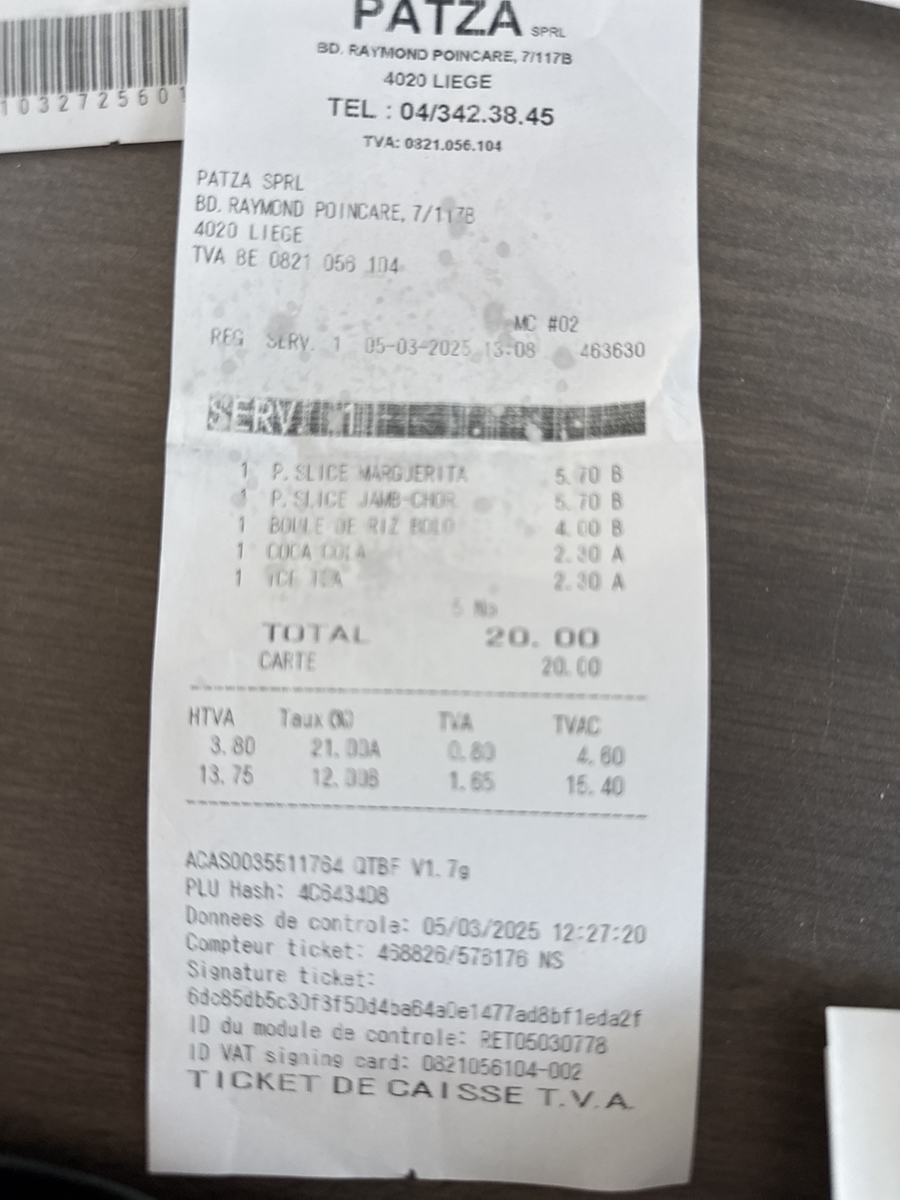 1032725601
PATZA SPRL
BD. RAYMOND POINCARE, 7/117B
4020 LIEGE
TEL : 04/342.38.45
TVA: 0821.056.104
PATZA SPRL
BD. RAYMOND POINCARE, 7/117B
4020 LIEGE
TVA BE 0821 056 104
MC #02
REG SERV. 1 05-03-2025 13:08 463630
SERV. 1
1 P. SLICE MARGUERITA 5.70 B
1 P. SLICE JAMB-CHOR 5.70 B
1 BOULE DE RIZ BOLO 4.00 B
1 COCA COLA 2.30 A
1 ICE TEA 2.30 A
5 Nb
TOTAL 20.00
CARTE 20.00
HTVA Taux (%) TVA TVAC
3.80 21.00A 0.80 4.60
13.75 12.00B 1.65 15.40
ACAS0035511764 QTBF V1.7g
PLU Hash:
Donnees de controle: 05/03/2025 12:27:20
Compteur ticket: NS
Signature ticket:
ID du module de controle: RET05030778
ID VAT signing card: 0821056104-002
TICKET DE CAISSE T.V.A.